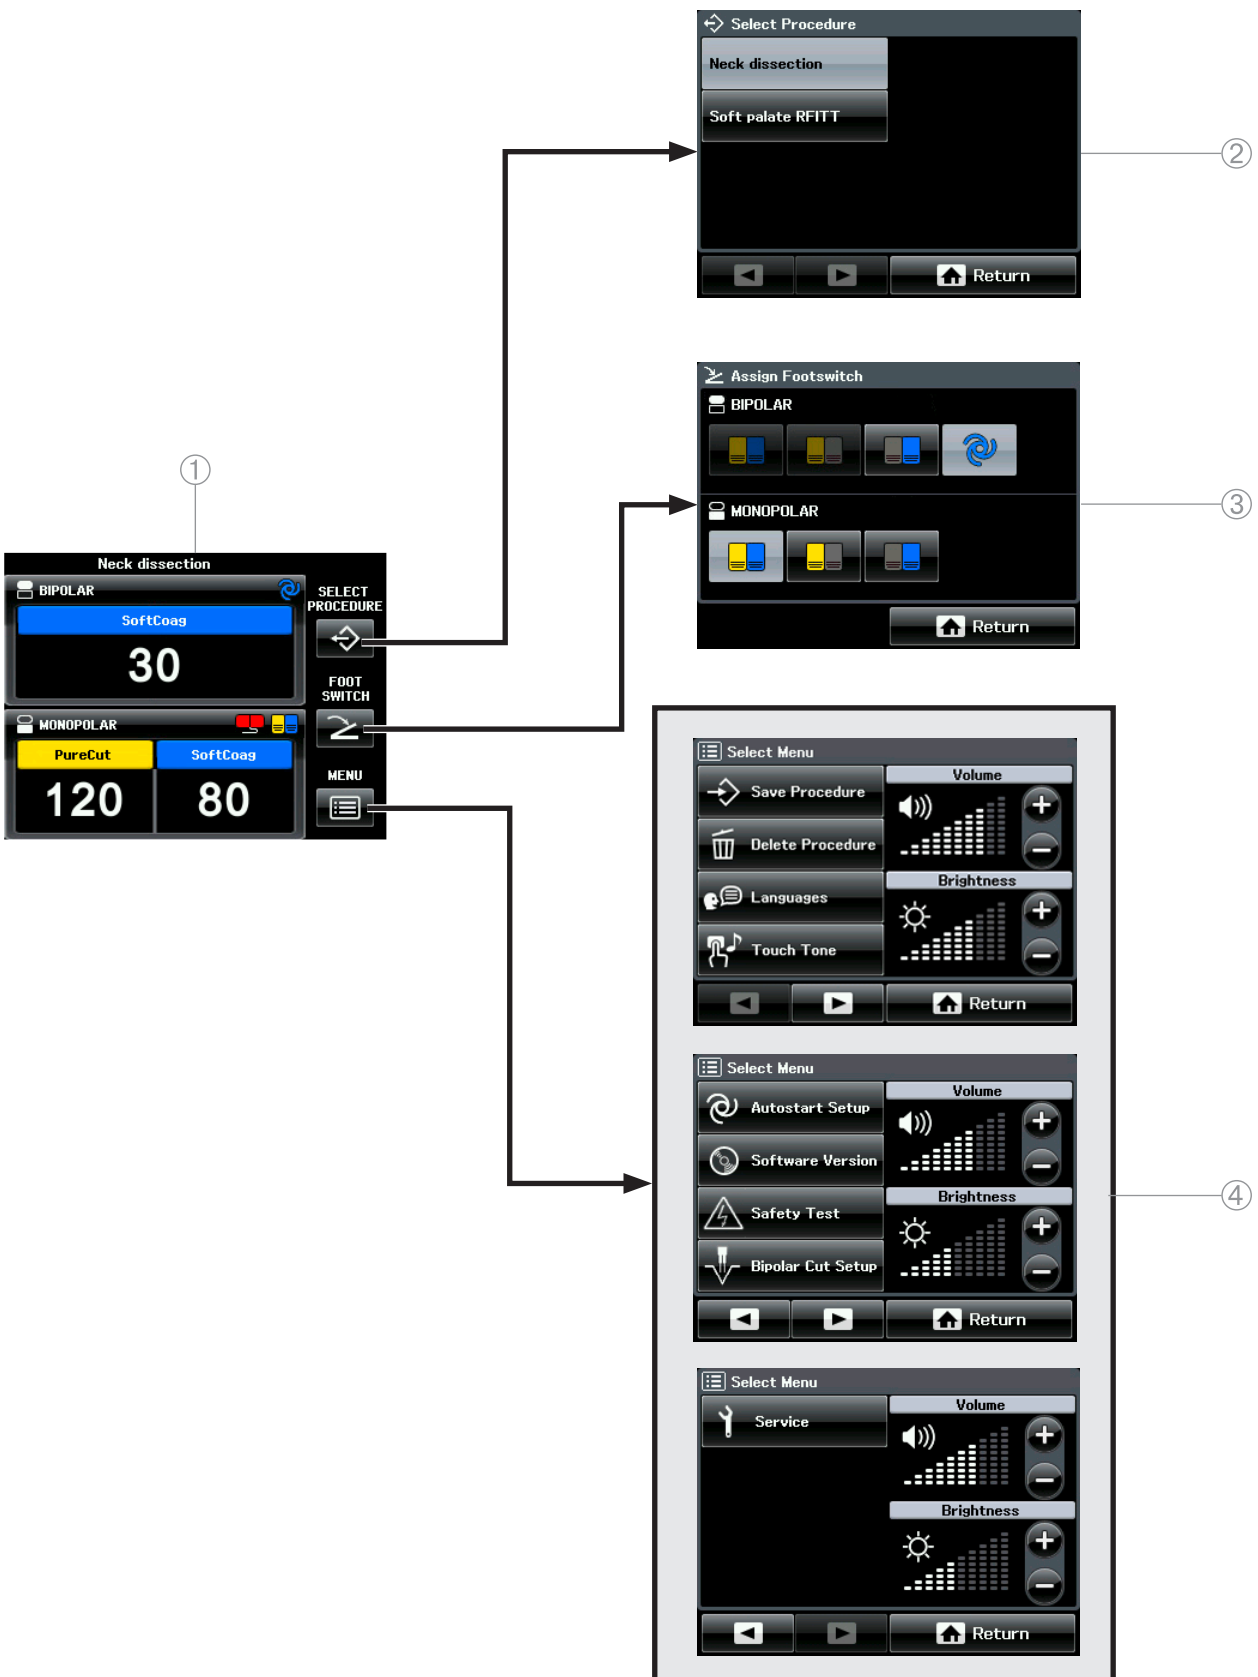 Select Procedure
Neck dissection
Soft palate RFITT
Return
②
Assign Footswitch
BIPOLAR
MONOPOLAR
Return
③
①
Neck dissection
BIPOLAR
SoftCoag
30
MONOPOLAR
PureCut
SoftCoag
120
80
SELECT
PROCEDURE
FOOT
SWITCH
MENU
Select Menu
Save Procedure
Delete Procedure
Languages
Touch Tone
Volume
Brightness
Return
Select Menu
Autostart Setup
Software Version
Safety Test
Bipolar Cut Setup
Volume
Brightness
Return
④
Select Menu
Service
Volume
Brightness
Return